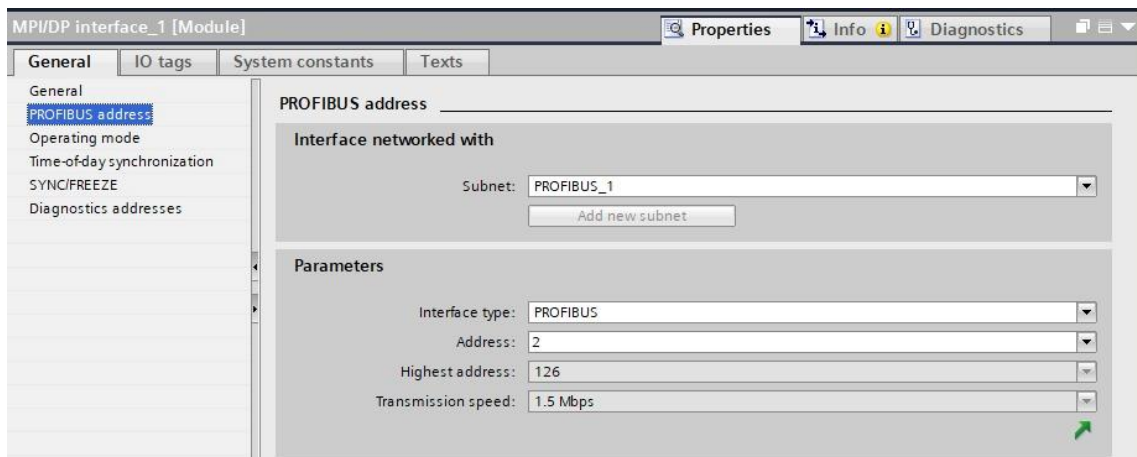 MPI/DP interface_1 [Module]
Properties
Info
Diagnostics
General
IO tags
System constants
Texts
General
PROFIBUS address
Operating mode
Time-of-day synchronization
SYNC/FREEZE
Diagnostics addresses
PROFIBUS address
Interface networked with
Subnet: PROFIBUS_1
Add new subnet
Parameters
Interface type: PROFIBUS
Address: 2
Highest address: 126
Transmission speed: 1.5 Mbps